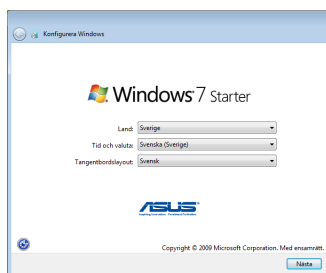 Konfigurera Windows
Windows 7 Starter
Land: Sverige
Tid och valuta: Svenska (Sverige)
Tangentbordslayout: Svensk
ASUS
Copyright © 2009 Microsoft Corporation. Med ensamrätt.
Nästa